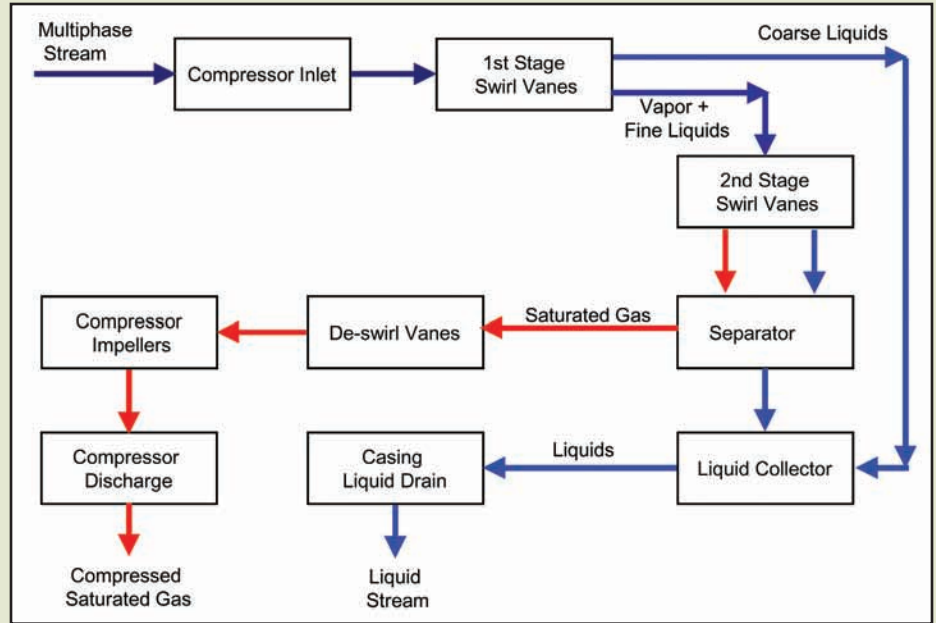 Multiphase
Stream
Compressor Inlet
1st Stage
Swirl Vanes
Coarse Liquids
Vapor +
Fine Liquids
2nd Stage
Swirl Vanes
Compressor
Impellers
De-swirl Vanes
Saturated Gas
Separator
Compressor
Discharge
Casing
Liquid Drain
Liquids
Liquid Collector
Compressed
Saturated Gas
Liquid
Stream